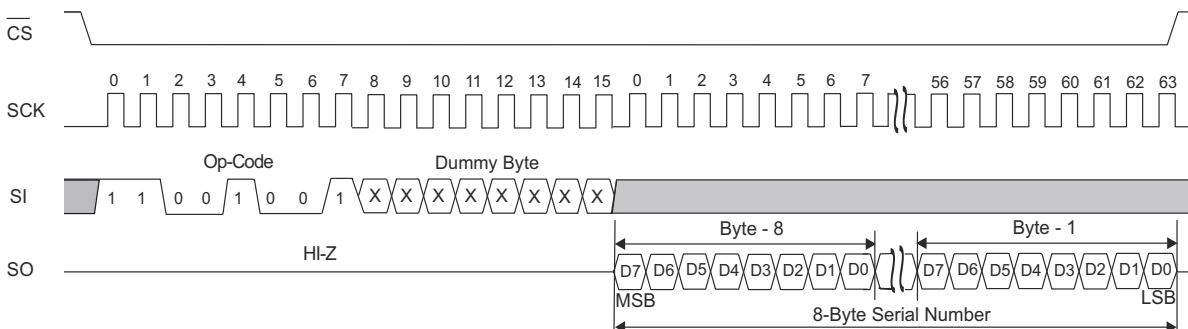 CS
0 1 2 3 4 5 6 7 8 9 10 11 12 13 14 15 0 1 2 3 4 5 6 7 56 57 58 59 60 61 62 63
SCK
Op-Code Dummy Byte
SI 1 1 0 0 1 0 0 1 X X X X X X X X
Byte - 8 Byte - 1
HI-Z
SO D7 D6 D5 D4 D3 D2 D1 D0 D7 D6 D5 D4 D3 D2 D1 D0
MSB LSB
8-Byte Serial Number